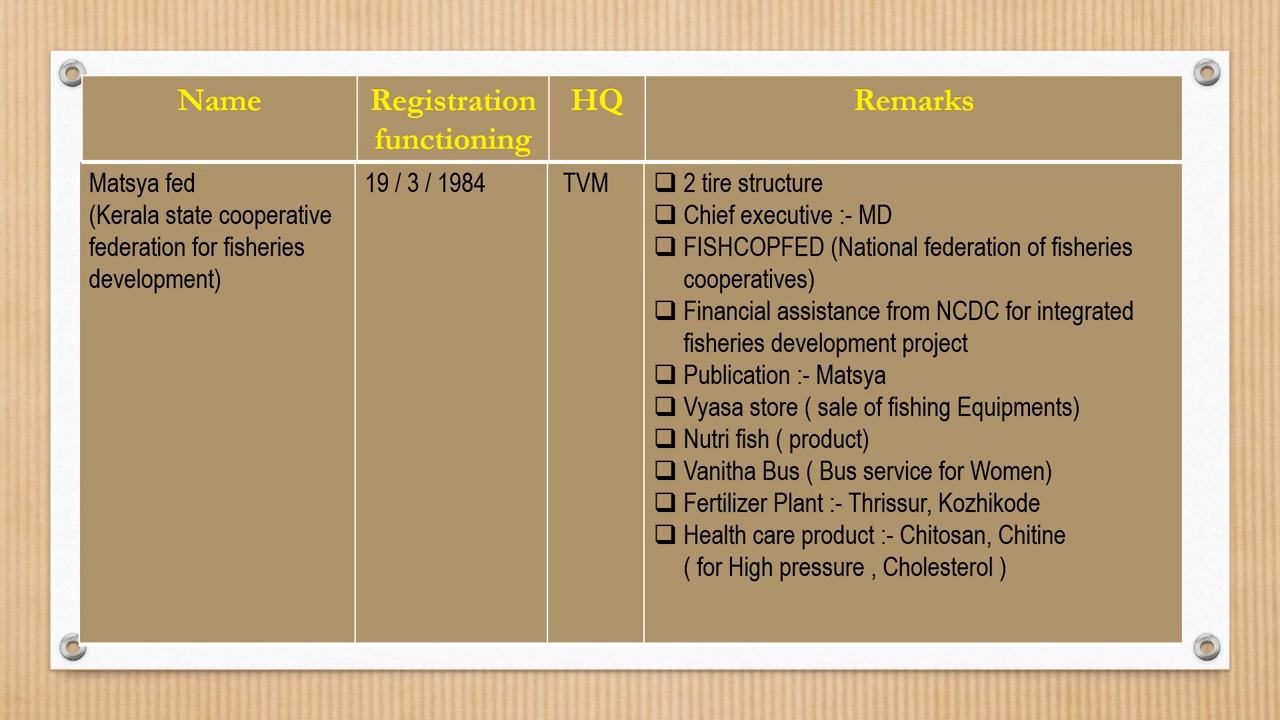 Name
Registration
functioning
HQ
Remarks
Matsya fed
(Kerala state cooperative
federation for fisheries
development)
19 / 3 / 1984
TVM
❑ 2 tire structure
❑ Chief executive :- MD
❑ FISHCOPFED (National federation of fisheries
cooperatives)
❑ Financial assistance from NCDC for integrated
fisheries development project
❑ Publication :- Matsya
❑ Vyasa store ( sale of fishing Equipments)
❑ Nutri fish ( product)
❑ Vanitha Bus ( Bus service for Women)
❑ Fertilizer Plant :- Thrissur, Kozhikode
❑ Health care product :- Chitosan, Chitine
( for High pressure , Cholesterol )